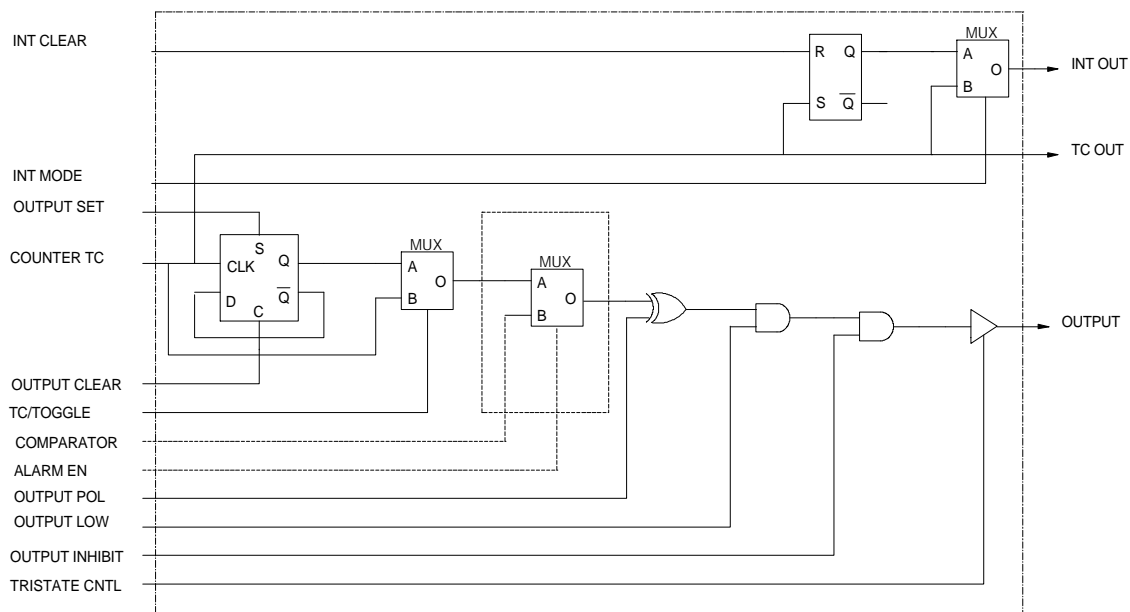 INT CLEAR
R Q
S Q
MUX
A
O
B
INT OUT
TC OUT
INT MODE
OUTPUT SET
COUNTER TC
S
CLK Q
D Q
C
MUX
A
O
B
MUX
A
O
B
OUTPUT
OUTPUT CLEAR
TC/TOGGLE
COMPARATOR
ALARM EN
OUTPUT POL
OUTPUT LOW
OUTPUT INHIBIT
TRISTATE CNTL